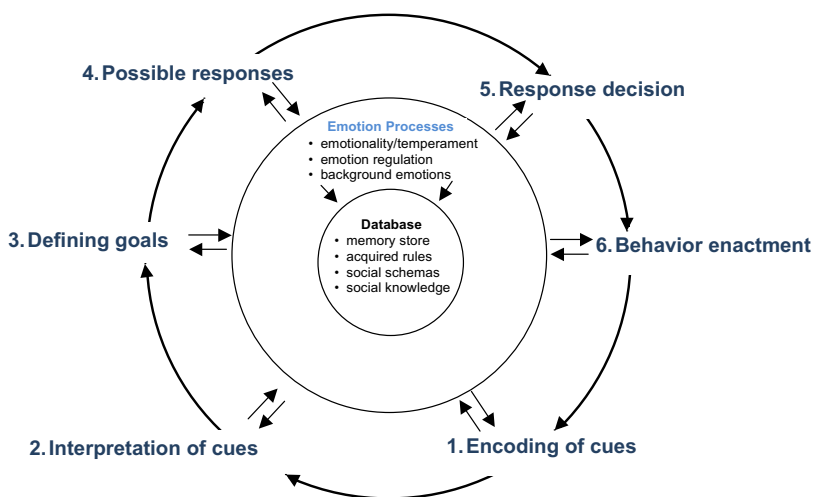 4. Possible responses
5. Response decision
Emotion Processes
• emotionality/temperament
• emotion regulation
• background emotions
Database
• memory store
• acquired rules
• social schemas
• social knowledge
3. Defining goals
6. Behavior enactment
2. Interpretation of cues
1. Encoding of cues